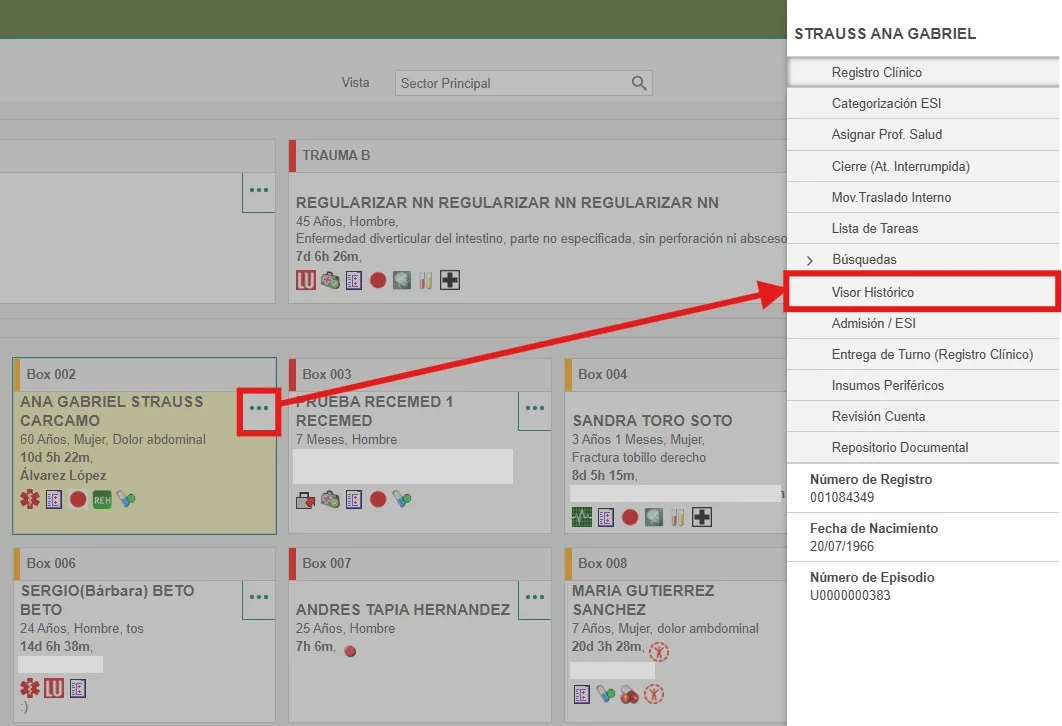 Vista
Sector Principal
TRAUMA B
REGULARIZAR NN REGULARIZAR NN REGULARIZAR NN
45 Años, Hombre,
Enfermedad diverticular del intestino, parte no especificada, sin perforación ni absceso
7d 6h 26m,
Box 002
ANA GABRIEL STRAUSS
CARCAMO
60 Años, Mujer, Dolor abdominal
10d 5h 22m,
Álvarez López
REH
Box 003
PRUEBA RECEMED 1
RECEMED
7 Meses, Hombre
Box 004
SANDRA TORO SOTO
3 Años 1 Meses, Mujer,
Fractura tobillo derecho
8d 5h 15m,
Box 006
SERGIO(Bárbara) BETO
BETO
24 Años, Hombre, tos
14d 6h 38m,
:)
Box 007
ANDRES TAPIA HERNANDEZ
25 Años, Hombre
7h 6m,
Box 008
MARIA GUTIERREZ
SANCHEZ
7 Años, Mujer, dolor ambdominal
20d 3h 28m,
STRAUSS ANA GABRIEL
Registro Clínico
Categorización ESI
Asignar Prof. Salud
Cierre (At. Interrumpida)
Mov.Traslado Interno
Lista de Tareas
Búsquedas
Visor Histórico
Admisión / ESI
Entrega de Turno (Registro Clínico)
Insumos Periféricos
Revisión Cuenta
Repositorio Documental
Número de Registro
001084349
Fecha de Nacimiento
20/07/1966
Número de Episodio
U0000000383